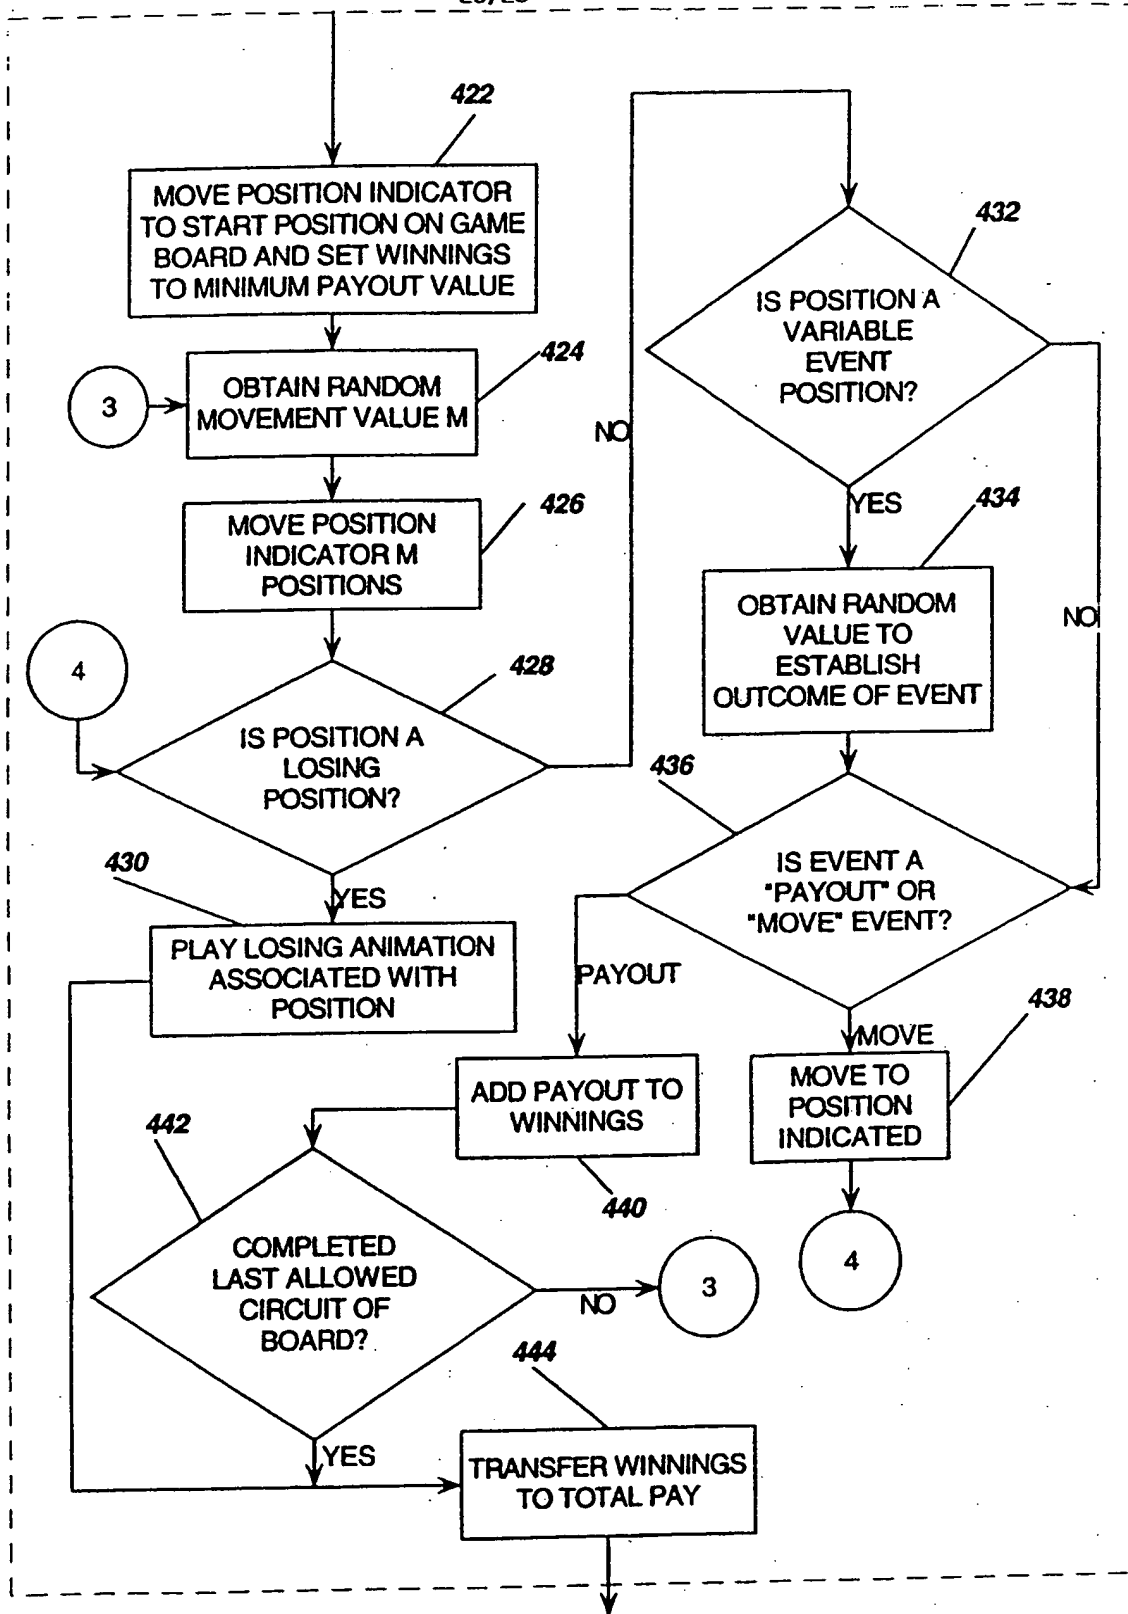 422
MOVE POSITION INDICATOR
TO START POSITION ON GAME
BOARD AND SET WINNINGS
TO MINIMUM PAYOUT VALUE
424
3
OBTAIN RANDOM
MOVEMENT VALUE M
426
MOVE POSITION
INDICATOR M
POSITIONS
4
428
IS POSITION A
LOSING
POSITION?
NO
430
YES
PLAY LOSING ANIMATION
ASSOCIATED WITH
POSITION
432
IS POSITION A
VARIABLE
EVENT
POSITION?
YES
NO
434
OBTAIN RANDOM
VALUE TO
ESTABLISH
OUTCOME OF EVENT
436
IS EVENT A
"PAYOUT" OR
"MOVE" EVENT?
PAYOUT
MOVE
438
MOVE TO
POSITION
INDICATED
4
ADD PAYOUT TO
WINNINGS
440
442
COMPLETED
LAST ALLOWED
CIRCUIT OF
BOARD?
NO
3
YES
444
TRANSFER WINNINGS
TO TOTAL PAY